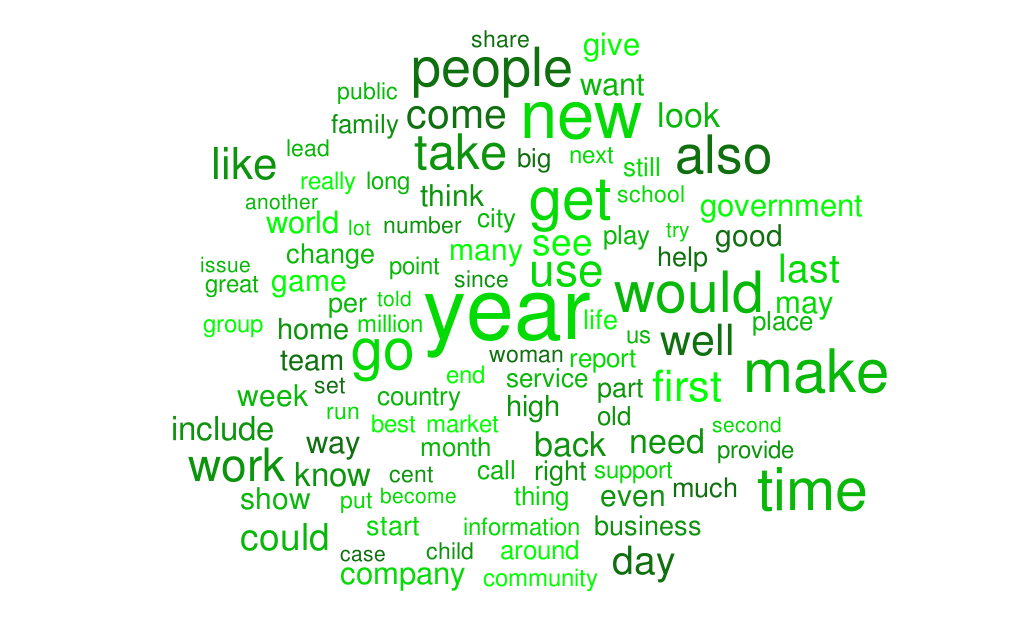 share
give
people
want
public
come
new
look
family
take
also
like
lead
big
next
still
really
long
think
get
school
another
government
world
lot
number
city
play
try
good
change
many
see
help
issue
point
since
use
last
great
game
per
told
year
would
may
group
home
million
life
us
well
place
team
go
woman
report
make
end
service
part
first
week
set
country
high
old
run
include
best
market
second
way
month
back
need
provide
work
know
cent
call
right
support
much
show
put
become
thing
even
time
start
information
business
could
case
child
around
day
company
community